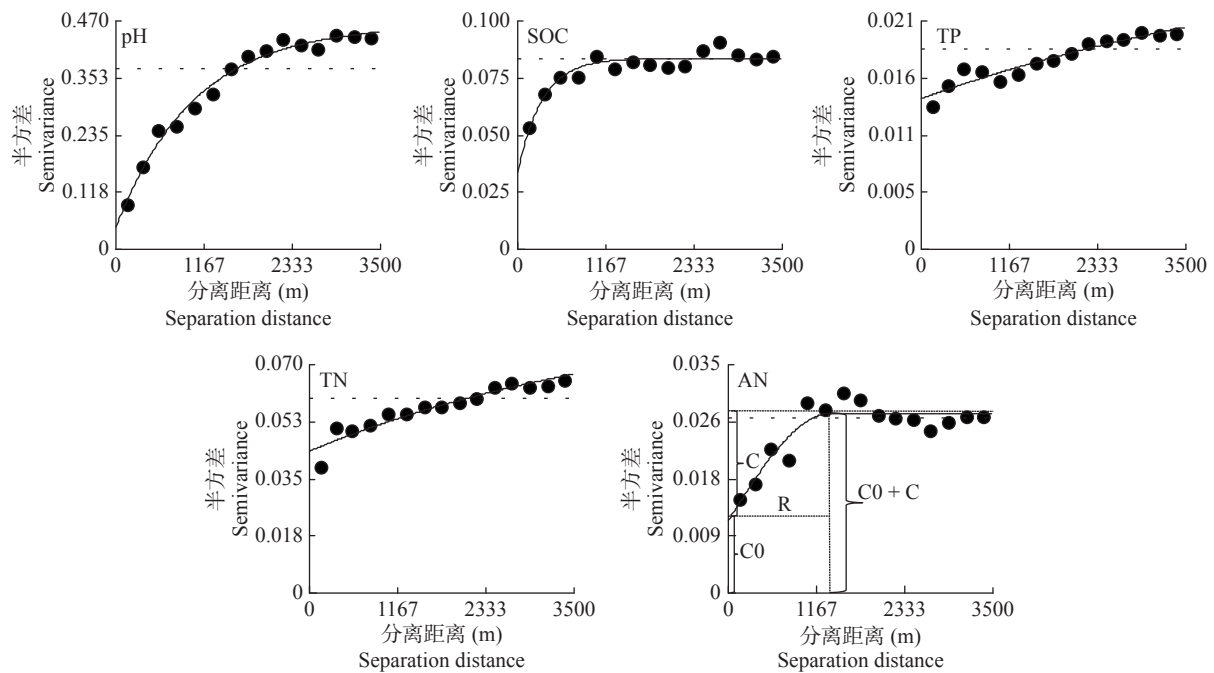 pH
0.470
0.353
0.235
0.118
0
半方差
Semivariance
0
1167
2333
3500
分离距离 (m)
Separation distance
SOC
0.100
0.075
0.050
0.025
0
半方差
Semivariance
0
1167
2333
3500
分离距离 (m)
Separation distance
TP
0.021
0.016
0.011
0.005
0
半方差
Semivariance
0
1167
2333
3500
分离距离 (m)
Separation distance
TN
0.070
0.053
0.035
0.018
0
半方差
Semivariance
0
1167
2333
3500
分离距离 (m)
Separation distance
AN
0.035
0.026
0.018
0.009
0
半方差
Semivariance
C
R
C0
C0 + C
0
1167
2333
3500
分离距离 (m)
Separation distance